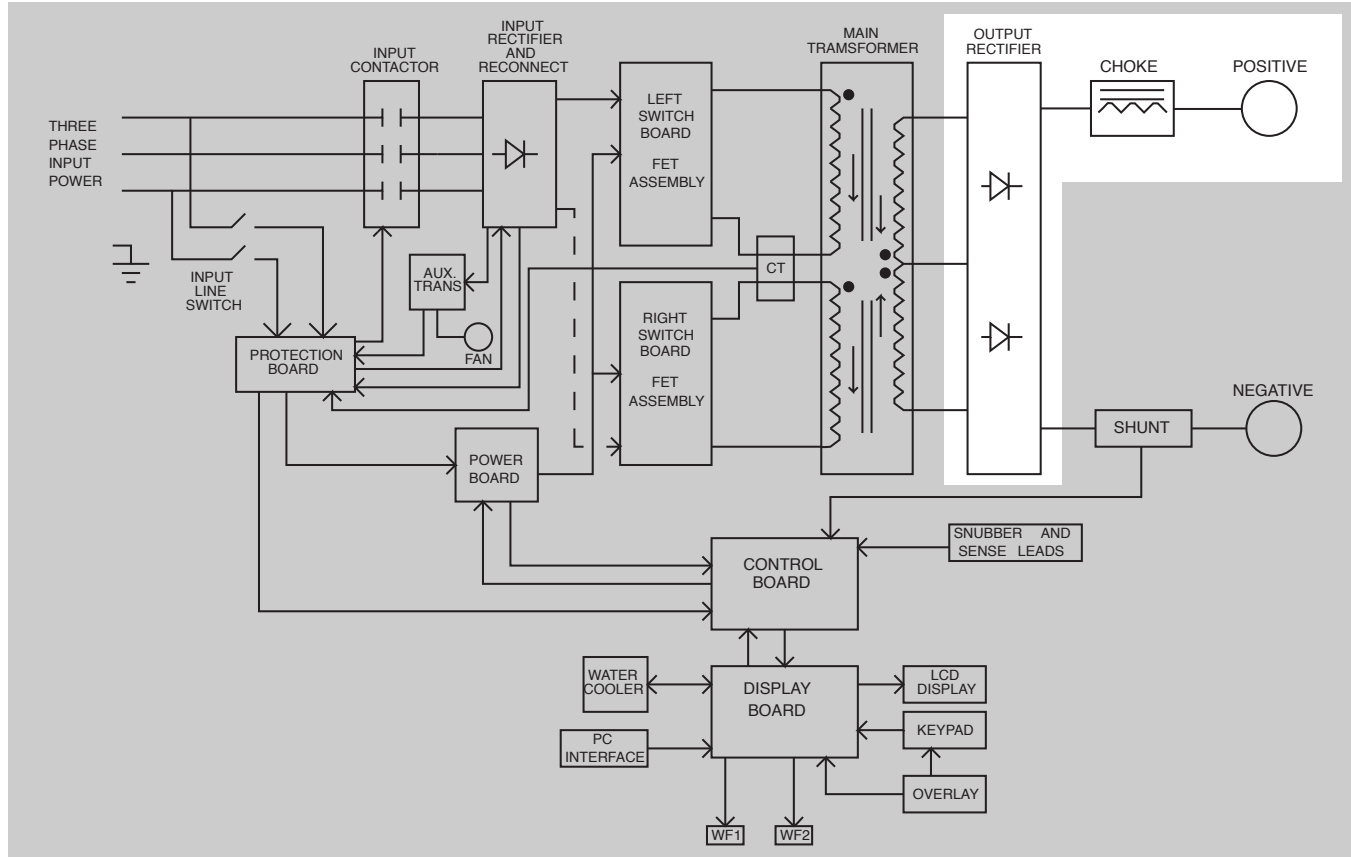 INPUT
CONTACTOR
INPUT
RECTIFIER
AND
RECONNECT
MAIN
TRAMSFORMER
OUTPUT
RECTIFIER
CHOKE
POSITIVE
THREE
PHASE
INPUT
POWER
LEFT
SWITCH
BOARD
FET
ASSEMBLY
INPUT
LINE
SWITCH
AUX.
TRANS
FAN
CT
PROTECTION
BOARD
RIGHT
SWITCH
BOARD
FET
ASSEMBLY
NEGATIVE
SHUNT
POWER
BOARD
SNUBBER AND
SENSE LEADS
CONTROL
BOARD
WATER
COOLER
DISPLAY
BOARD
LCD
DISPLAY
PC
INTERFACE
KEYPAD
OVERLAY
WF1
WF2